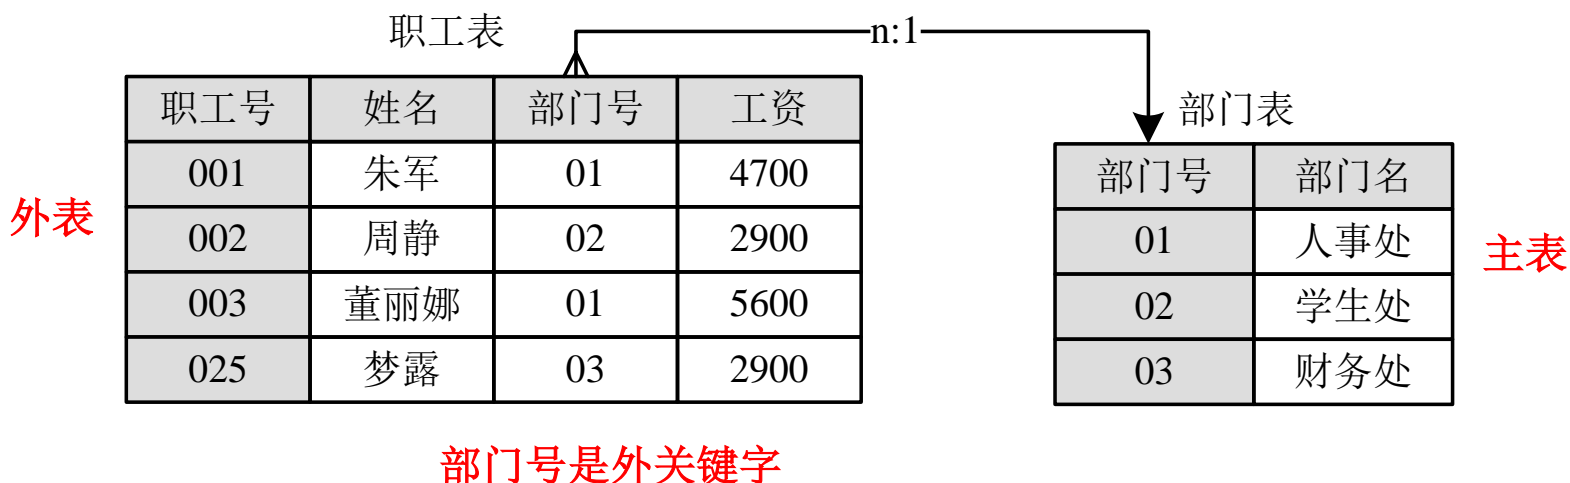 职工表
n:1
职工号 姓名 部门号 工资
001 朱军 01 4700
002 周静 02 2900
003 董丽娜 01 5600
025 梦露 03 2900
外表
部门表
部门号 部门名
01 人事处
02 学生处
03 财务处
主表
部门号是外关键字